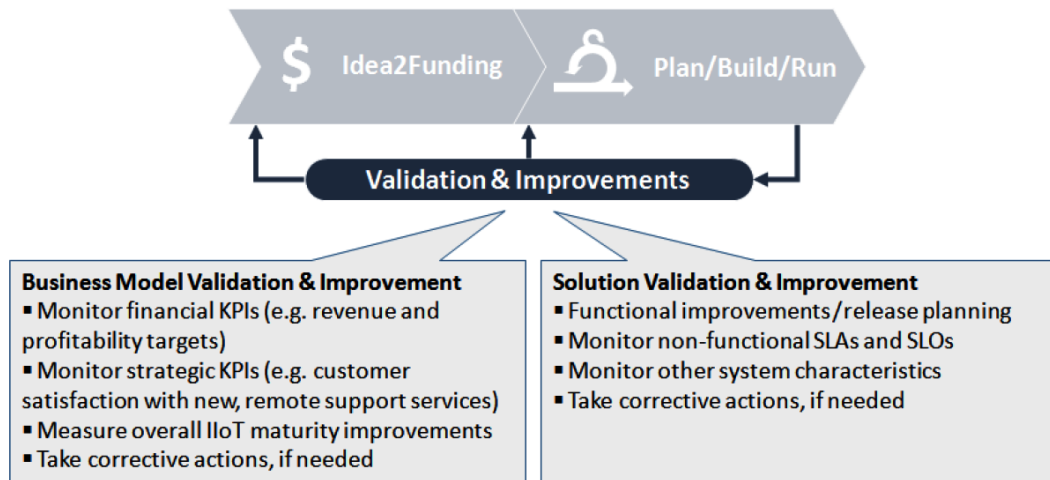 $ Idea2Funding
Plan/Build/Run
Validation & Improvements
Business Model Validation & Improvement
▪ Monitor financial KPIs (e.g. revenue and
profitability targets)
▪ Monitor strategic KPIs (e.g. customer
satisfaction with new, remote support services)
▪ Measure overall IIoT maturity improvements
▪ Take corrective actions, if needed
Solution Validation & Improvement
▪ Functional improvements/release planning
▪ Monitor non-functional SLAs and SLOs
▪ Monitor other system characteristics
▪ Take corrective actions, if needed